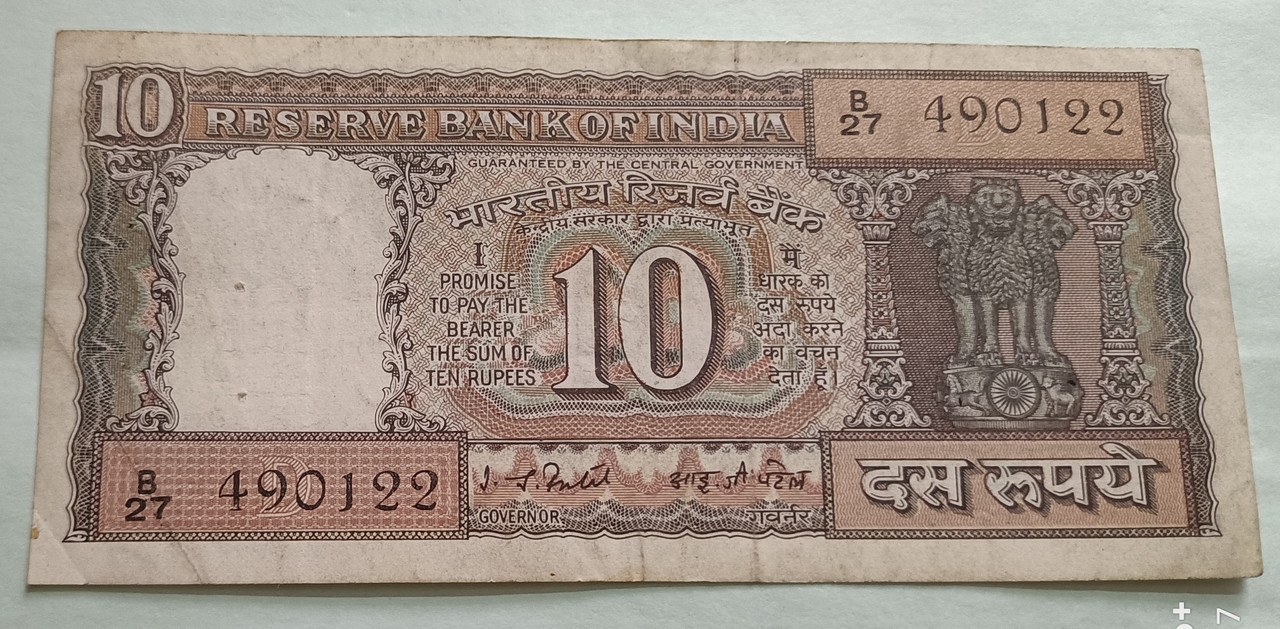 10
RESERVE BANK OF INDIA
B
27 490122
GUARANTEED BY THE CENTRAL GOVERNMENT
भारतीय रिज़र्व बैंक
केन्द्रीय सरकार द्वारा प्रत्याभूत
I
PROMISE
TO PAY THE
BEARER
THE SUM OF
TEN RUPEES
10
मैं
धारक को
दस रुपये
अदा करने
का वचन
देता हूँ।
B
27 490122
आई. जी. पटेल
GOVERNOR.
गवर्नर
दस रुपये